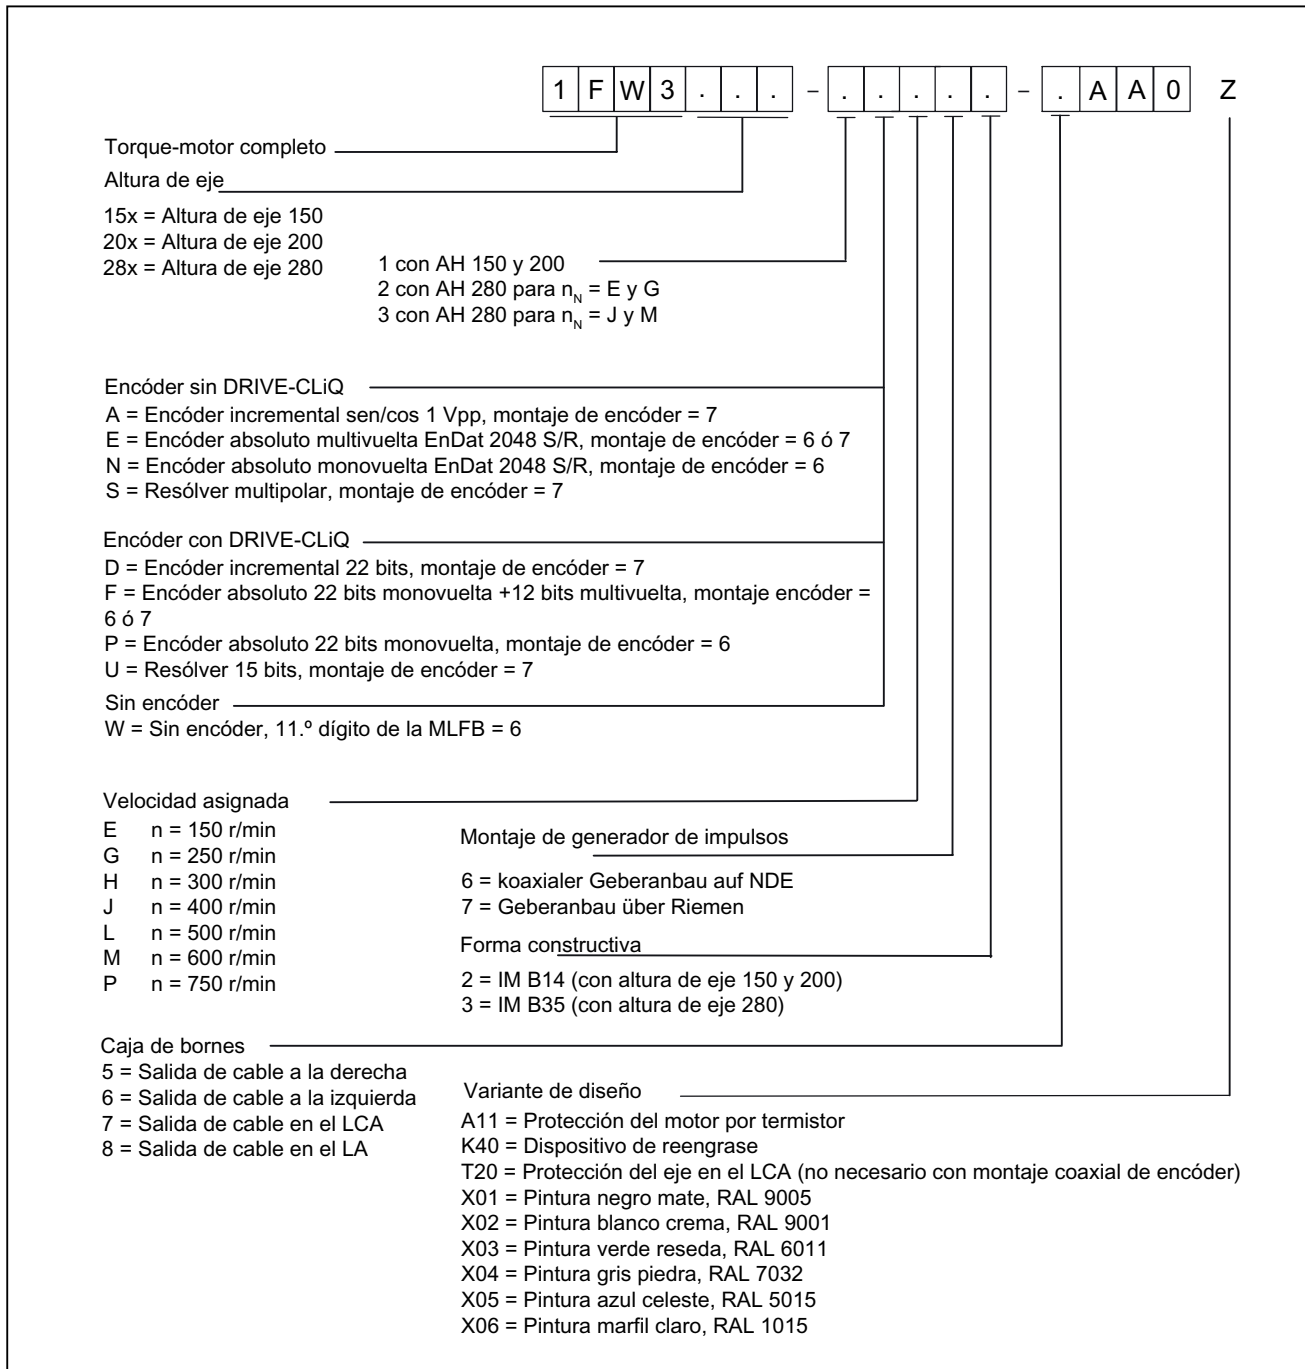 1 F W 3 . . . – . . . . . – . A A 0 Z
Torque-motor completo
Altura de eje
15x = Altura de eje 150
20x = Altura de eje 200
28x = Altura de eje 280
1 con AH 150 y 200
2 con AH 280 para nN = E y G
3 con AH 280 para nN = J y M
Encóder sin DRIVE-CLiQ
A = Encóder incremental sen/cos 1 Vpp, montaje de encóder = 7
E = Encóder absoluto multivuelta EnDat 2048 S/R, montaje de encóder = 6 ó 7
N = Encóder absoluto monovuelta EnDat 2048 S/R, montaje de encóder = 6
S = Resólver multipolar, montaje de encóder = 7
Encóder con DRIVE-CLiQ
D = Encóder incremental 22 bits, montaje de encóder = 7
F = Encóder absoluto 22 bits monovuelta +12 bits multivuelta, montaje encóder =
6 ó 7
P = Encóder absoluto 22 bits monovuelta, montaje de encóder = 6
U = Resólver 15 bits, montaje de encóder = 7
Sin encóder
W = Sin encóder, 11.º dígito de la MLFB = 6
Velocidad asignada
E n = 150 r/min
G n = 250 r/min
H n = 300 r/min
J n = 400 r/min
L n = 500 r/min
M n = 600 r/min
P n = 750 r/min
Montaje de generador de impulsos
6 = koaxialer Geberanbau auf NDE
7 = Geberanbau über Riemen
Forma constructiva
2 = IM B14 (con altura de eje 150 y 200)
3 = IM B35 (con altura de eje 280)
Caja de bornes
5 = Salida de cable a la derecha
6 = Salida de cable a la izquierda
7 = Salida de cable en el LCA
8 = Salida de cable en el LA
Variante de diseño
A11 = Protección del motor por termistor
K40 = Dispositivo de reengrase
T20 = Protección del eje en el LCA (no necesario con montaje coaxial de encóder)
X01 = Pintura negro mate, RAL 9005
X02 = Pintura blanco crema, RAL 9001
X03 = Pintura verde reseda, RAL 6011
X04 = Pintura gris piedra, RAL 7032
X05 = Pintura azul celeste, RAL 5015
X06 = Pintura marfil claro, RAL 1015